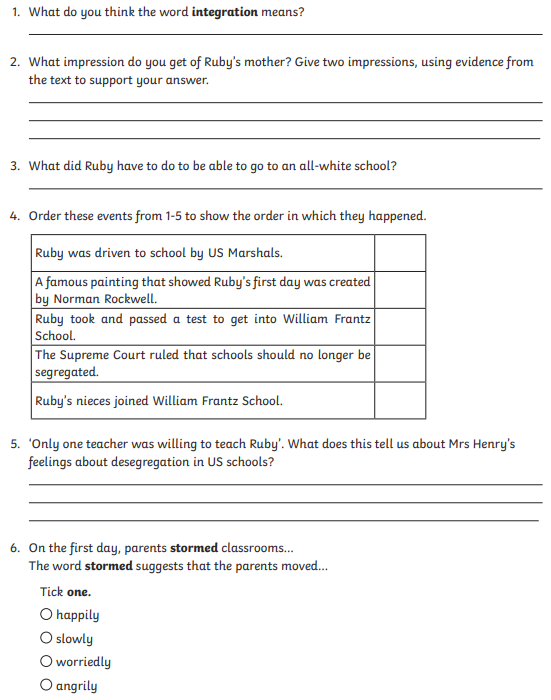 1. What do you think the word integration means?
2. What impression do you get of Ruby's mother? Give two impressions, using evidence from
the text to support your answer.
3. What did Ruby have to do to be able to go to an all-white school?
4. Order these events from 1-5 to show the order in which they happened.
Ruby was driven to school by US Marshals.
A famous painting that showed Ruby's first day was created
by Norman Rockwell.
Ruby took and passed a test to get into William Frantz
School.
The Supreme Court ruled that schools should no longer be
segregated.
Ruby's nieces joined William Frantz School.
5. 'Only one teacher was willing to teach Ruby'. What does this tell us about Mrs Henry's
feelings about desegregation in US schools?
6. On the first day, parents stormed classrooms...
The word stormed suggests that the parents moved...
Tick one.
happily
slowly
worriedly
angrily